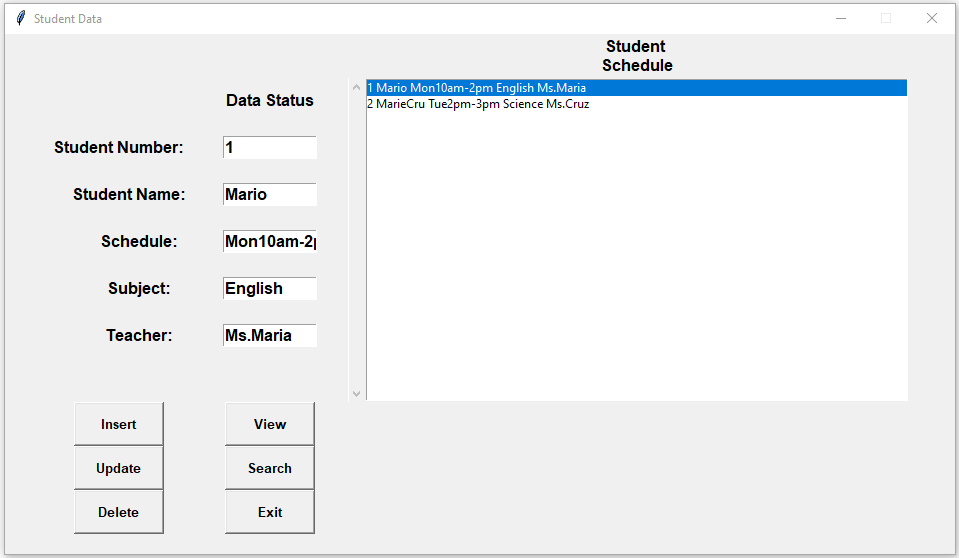 Student Data
Student
Schedule
Data Status
1 Mario Mon10am-2pm English Ms.Maria
2 MarieCru Tue2pm-3pm Science Ms.Cruz
Student Number: 1
Student Name: Mario
Schedule: Mon10am-2p
Subject: English
Teacher: Ms.Maria
Insert View
Update Search
Delete Exit